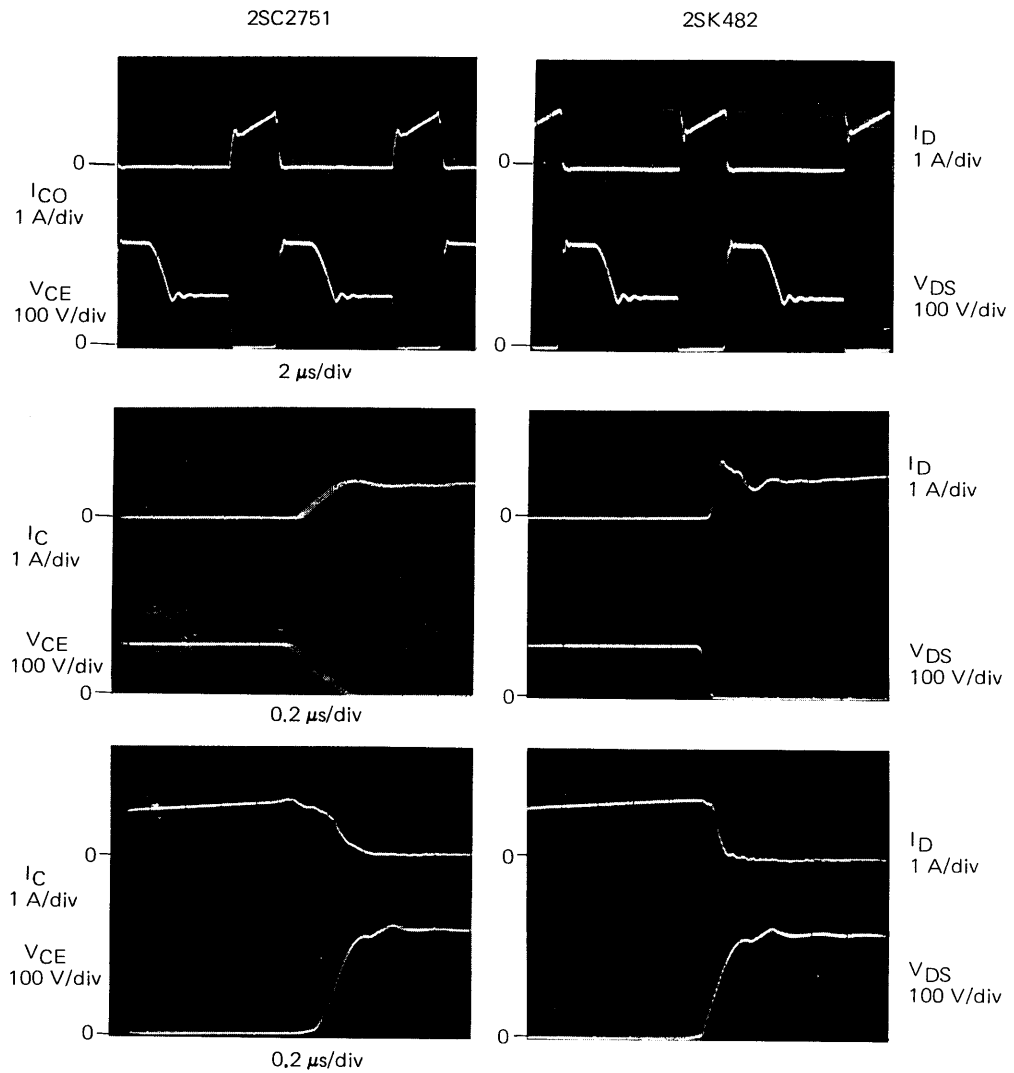 2SC2751
2SK482
0
I_CO
1 A/div
V_CE
100 V/div
0
2 μs/div
0
I_D
1 A/div
V_DS
100 V/div
0
0
I_C
1 A/div
V_CE
100 V/div
0
0.2 μs/div
0
I_D
1 A/div
V_DS
100 V/div
0
0
I_C
1 A/div
V_CE
100 V/div
0
0.2 μs/div
0
I_D
1 A/div
V_DS
100 V/div
0